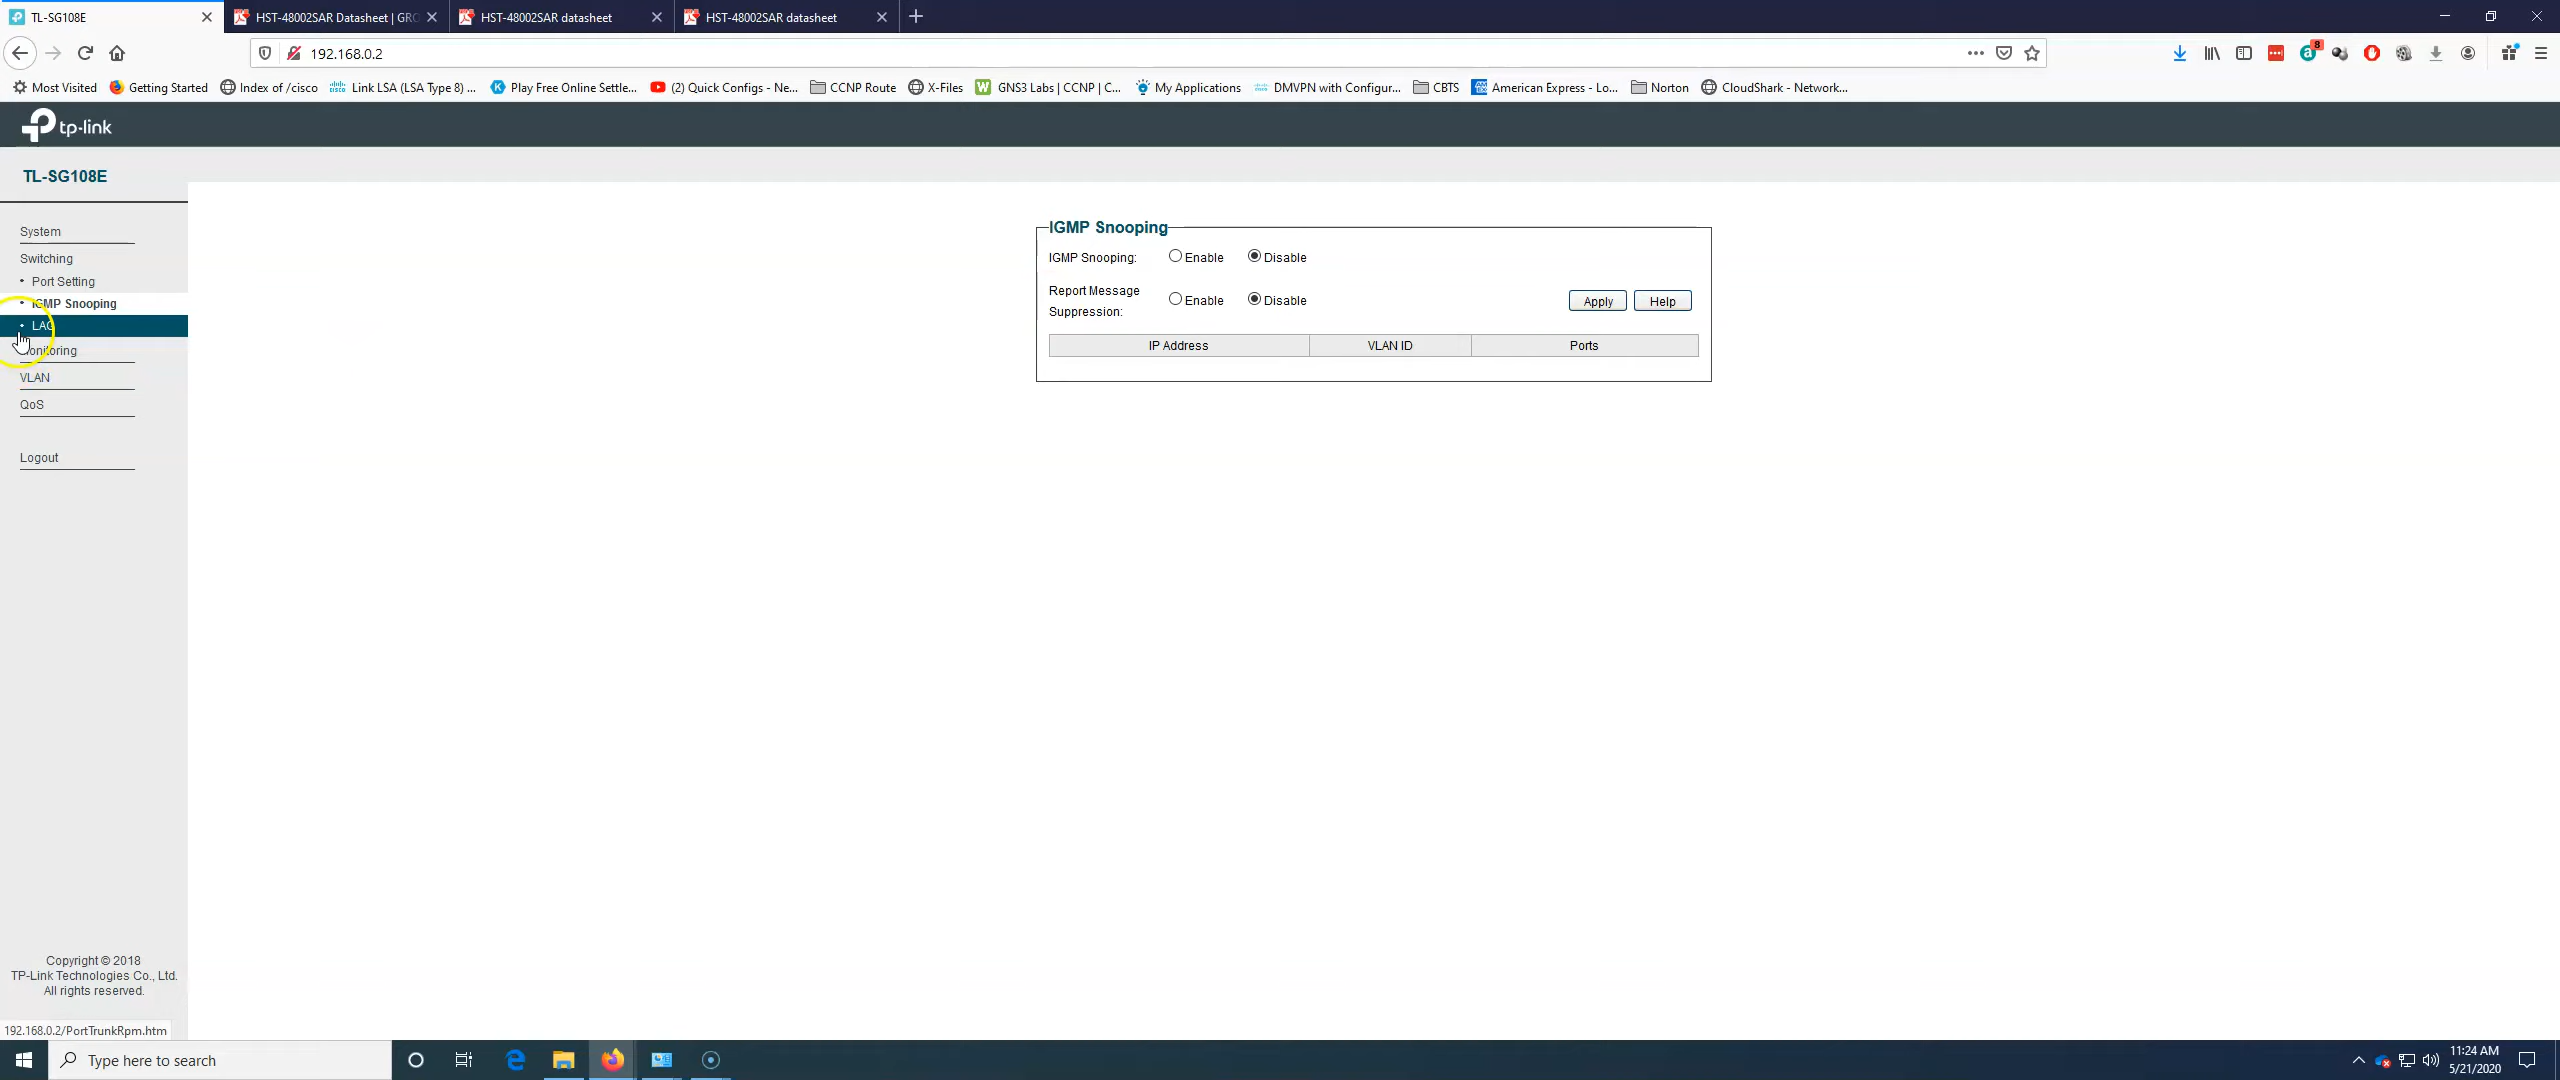 TL-SG108E
HST-48002SAR Datasheet | GRO
HST-48002SAR datasheet
HST-48002SAR datasheet
192.168.0.2
8
Most Visited
Getting Started
Index of /cisco
Link LSA (LSA Type 8) ...
Play Free Online Settle...
(2) Quick Configs - Ne...
CCNP Route
X-Files
GNS3 Labs | CCNP | C...
My Applications
DMVPN with Configur...
CBTS
American Express - Lo...
Norton
CloudShark - Network...
tp-link
TL-SG108E
System
Switching
Port Setting
IGMP Snooping
LAG
VLAN
QoS
Logout
IGMP Snooping
IGMP Snooping: Enable Disable
Report Message
Suppression: Enable Disable Apply Help
IP Address VLAN ID Ports
Copyright © 2018
TP-Link Technologies Co., Ltd.
All rights reserved.
192.168.0.2/PortTrunkRpm.htm
Type here to search
11:24 AM
5/21/2020